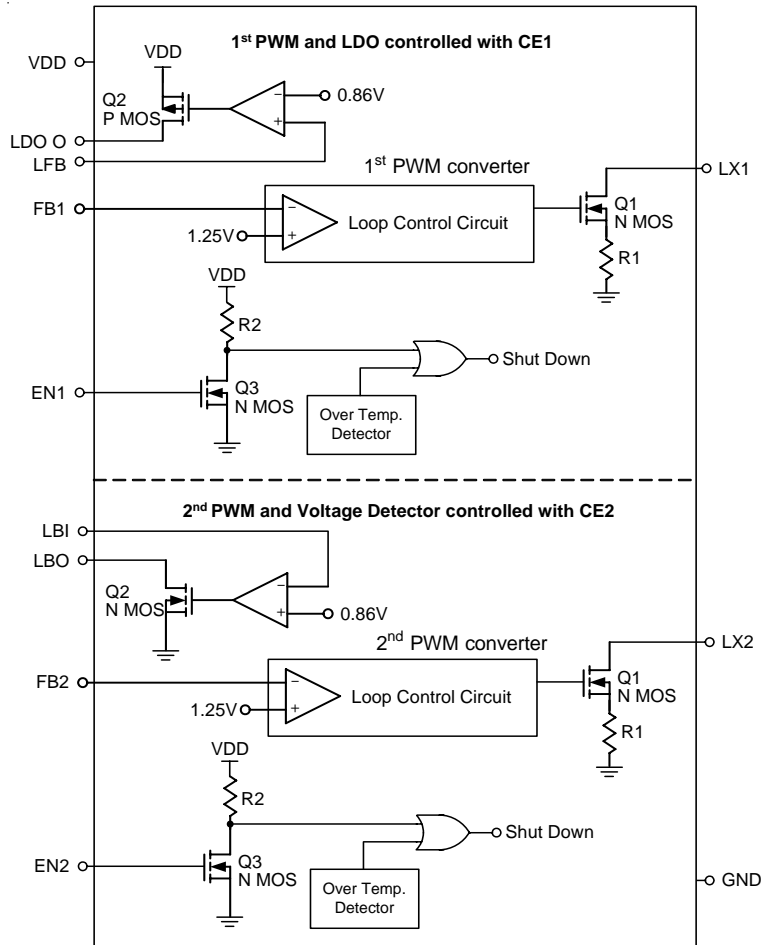 1st PWM and LDO controlled with CE1
VDD
VDD
Q2
P MOS
−
+
0.86V
LDO O
LFB
1st PWM converter
LX1
FB1
−
+
1.25V
Loop Control Circuit
Q1
N MOS
R1
VDD
R2
Shut Down
EN1
Q3
N MOS
Over Temp.
Detector
2nd PWM and Voltage Detector controlled with CE2
LBI
LBO
Q2
N MOS
−
+
0.86V
2nd PWM converter
LX2
FB2
−
+
1.25V
Loop Control Circuit
Q1
N MOS
R1
VDD
R2
Shut Down
EN2
Q3
N MOS
Over Temp.
Detector
GND